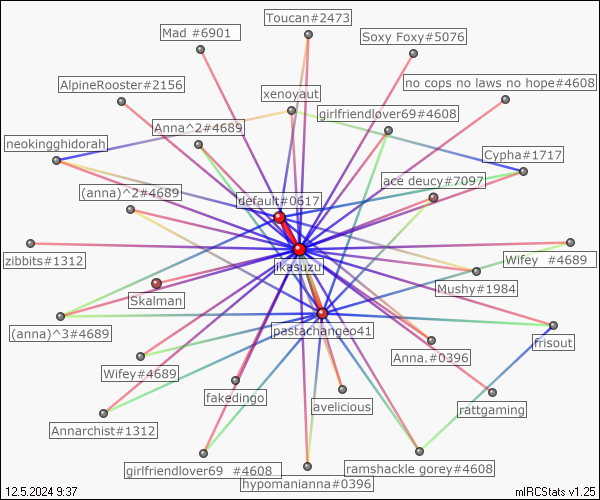 Toucan#2473
Mad #6901
Soxy Foxy#5076
AlpineRooster#2156
no cops no laws no hope#4608
xenoyaut
girlfriendlover69#4608
Anna^2#4689
neokingghidorah
Cypha#1717
ace deucy#7097
(anna)^2#4689
default#0617
zibbits#1312
Wifey #4689
jkasuzu
Mushy#1984
Skalman
(anna)^3#4689
pastachangeo41
frisout
Anna.#0396
Wifey#4689
fakedingo
avelicious
rattgaming
Annarchist#1312
girlfriendlover69 #4608
ramshackle gorey#4608
hypomanianna#0396
12.5.2024 9:37
mIRCStats v1.25